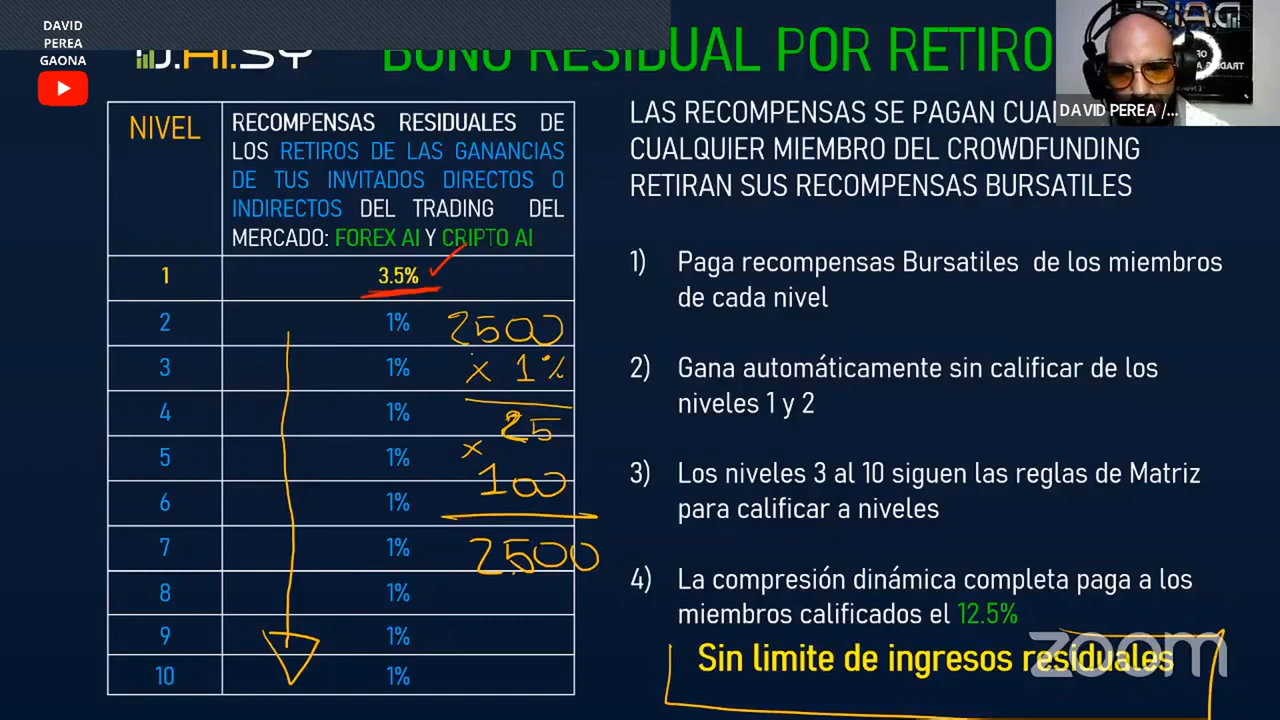 DAVID
PEREA
GAONA
D.AI.SY
BONO RESIDUAL POR RETIRO
DAVID PEREA /...
NIVEL
RECOMPENSAS RESIDUALES DE
LOS RETIROS DE LAS GANANCIAS
DE TUS INVITADOS DIRECTOS O
INDIRECTOS DEL TRADING DEL
MERCADO: FOREX AI Y CRIPTO AI
1 3.5%
2 1% 2500
3 1% x 1%
4 1% 25
5 1% x
6 1% 100
7 1% 2500
8 1%
9 1%
10 1%
LAS RECOMPENSAS SE PAGAN CUA
CUALQUIER MIEMBRO DEL CROWDFUNDING
RETIRAN SUS RECOMPENSAS BURSATILES
1) Paga recompensas Bursatiles de los miembros
de cada nivel
2) Gana automáticamente sin calificar de los
niveles 1 y 2
3) Los niveles 3 al 10 siguen las reglas de Matriz
para calificar a niveles
4) La compresión dinámica completa paga a los
miembros calificados el 12.5%
Sin limite de ingresos residuales
zoom